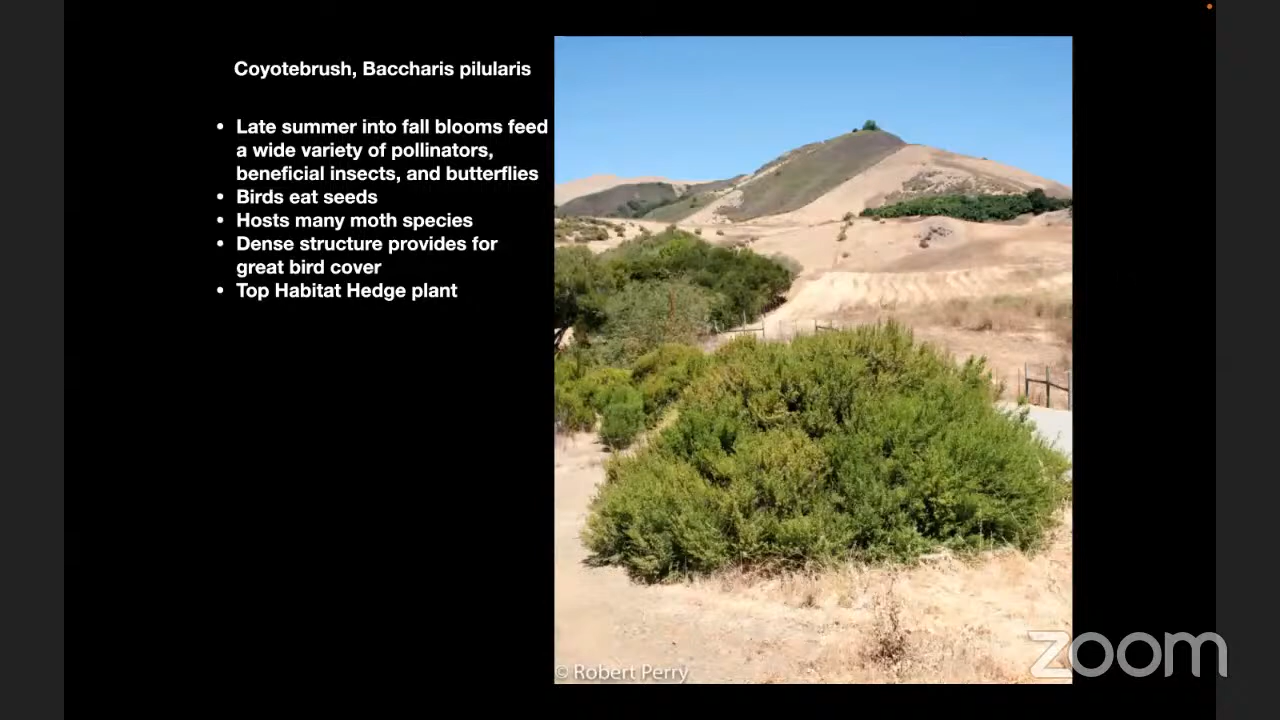 Coyotebrush, Baccharis pilularis
• Late summer into fall blooms feed
a wide variety of pollinators,
beneficial insects, and butterflies
• Birds eat seeds
• Hosts many moth species
• Dense structure provides for
great bird cover
• Top Habitat Hedge plant
© Robert Perry
zoom